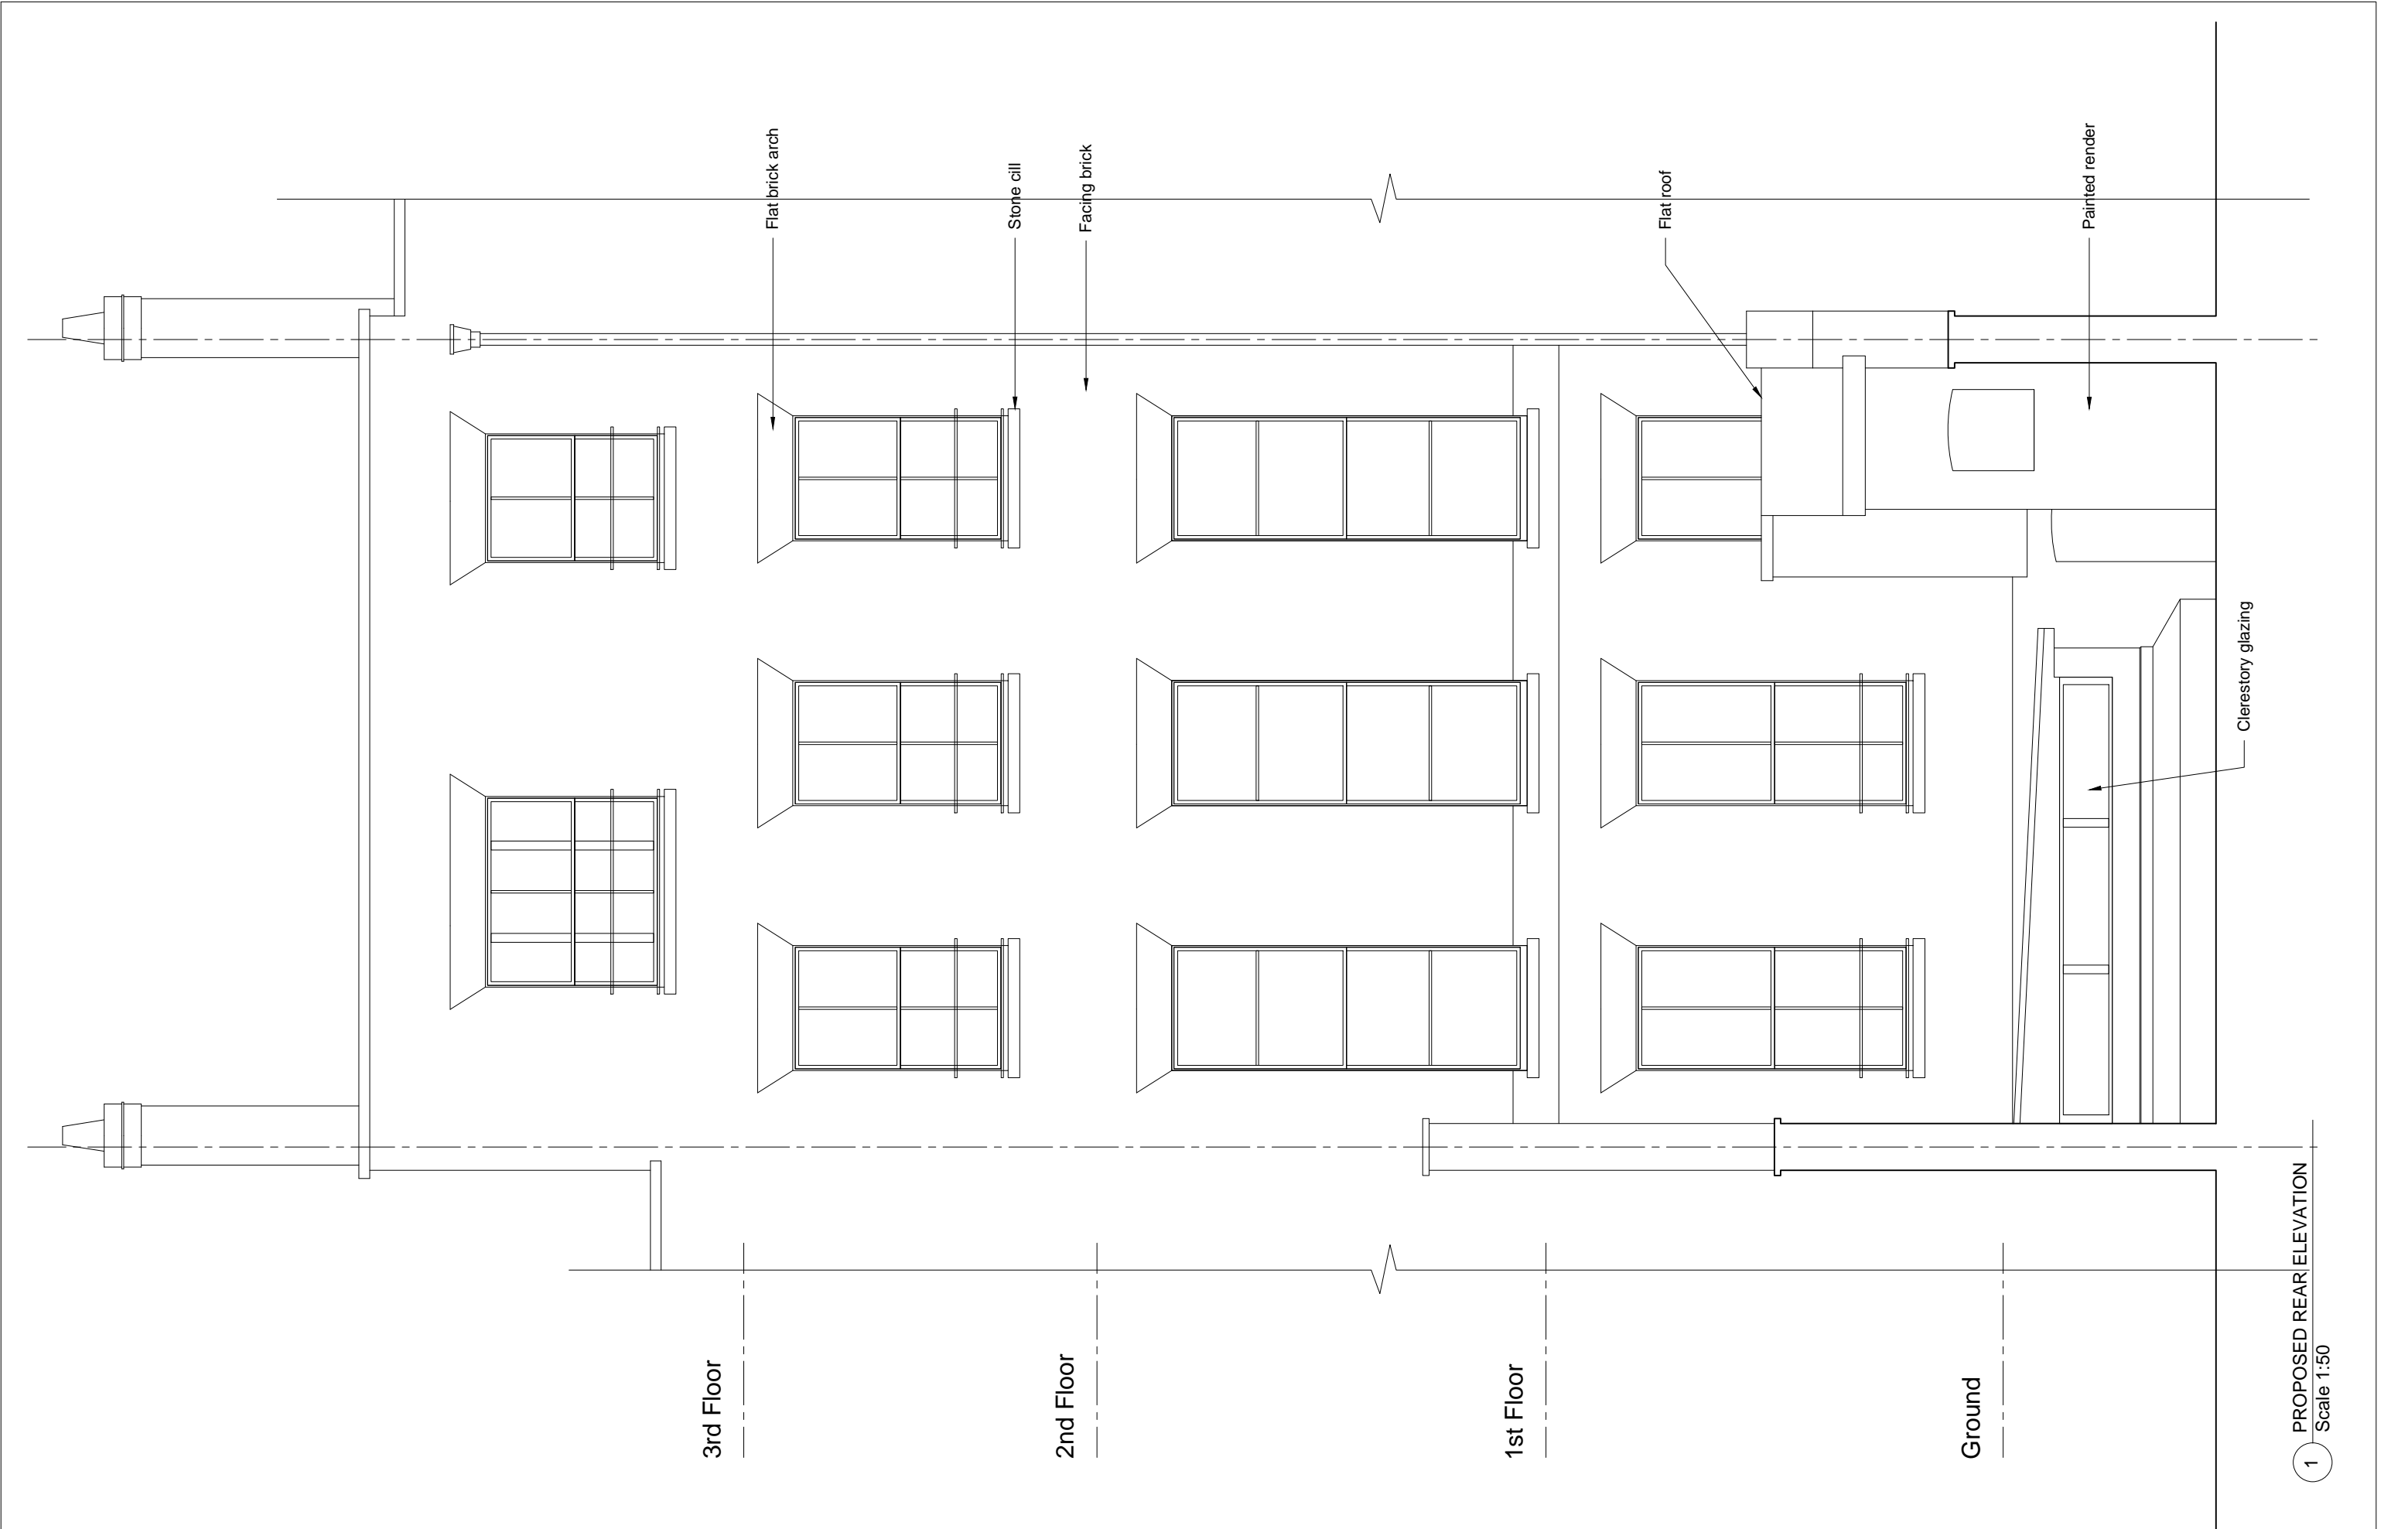 Flat brick arch
Stone cill
Facing brick
Flat roof
Painted render
Clerestory glazing
3rd Floor
2nd Floor
1st Floor
Ground
1
PROPOSED REAR ELEVATION
Scale 1:50